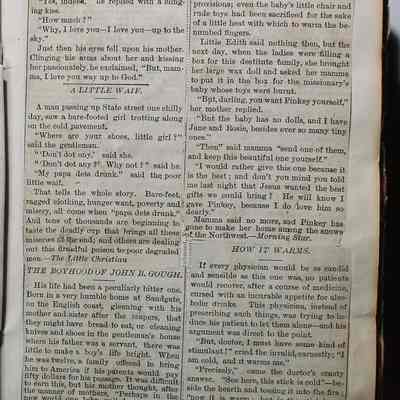 "Yes, indeed," he replied with a clinging
kiss.
"How much?"
"Why, I love you—I love you—up to the
sky."
Just then his eyes fell upon his mother.
Clinging his arms about her and kissing
her passionately, he exclaimed, "But, mamma,
I love you way up to God."
A LITTLE WAIF.
A man passing up State street one chilly
day, saw a bare-footed girl trotting along
on the cold pavement.
"Where are your shoes, little girl?"
said the gentleman.
"Don't dot any," said she.
"Don't dot any? Why not?" said he.
"My papa dets drunk." said the poor
little waif.
That tells the whole story. Bare-feet,
ragged clothing, hunger want, poverty and
misery, all come when "papa dets drunk."
And tens of thousands are beginning to
taste the deadly cup that brings all these
miseries
others are dealing
out this dreadful poison to poor degraded
men.—The Little Christian
THE BOYHOOD OF JOHN B. GOUGH.
His life had been a peculiarly bitter one.
Born in a very humble home at Sandgate,
on the English coast, gleaming with his
mother and sister after the reapers, that
they might have bread to eat, or cleaning
knives and shoes in the gentleman's house
where his father was a servant, there was
little to make a boy's life bright. When
he was twelve, a family offered to bring
him to America if his parents would pay
fifty dollars for his passage. It was difficult
to earn this, but his mother thought, after
the manner of mothers, "Perhaps in the
provisions; even the baby's little chair and
rude toys had been sacrificed for the sake
of a little heat with which to warm the benumbed
fingers.
Little Edith said nothing then, but the
next day, when the ladies were filling a
box for this destitute family, she brought
her large wax doll and asked her mamma
to put it in the box for the missionary's
baby whose toys were burnt.
"But, darling, you want Pinkey yourself,"
her mother replied.
"But the baby has no dolls, and I have
Jane and Rosie, besides ever so many tiny
ones."
"Then" said mamma "send one of them,
and keep this beautiful one yourself."
"I would rather give this one because it
is the best; and don't you mind you told
me last night that Jesus wanted the best
gifts we could bring? He will know I
gave Pinkey, because I do love him so
dearly."
Mamma said no more, and Pinkey has
gone to make her home among the snows
of the Northwest.—Morning Star.
HOW IT WARMS.
If every physician would be as candid
and sensible as this one was, no patients
would recover, after a course of medicine,
cursed with an incurable appetite for alcoholic
drinks. This physician, instead of
prescribing such things, was trying to induce
his patient to let them alone—and his
argument was direct to the point.
"But, doctor, I must have some kind of
stimulant!" cried the invalid, earnestly; "I
am cold, and it warms me."
"Precisely," came the doctor's crusty
answer. "See here, this stick is cold"—
beside the hearth and tossing it into the fire